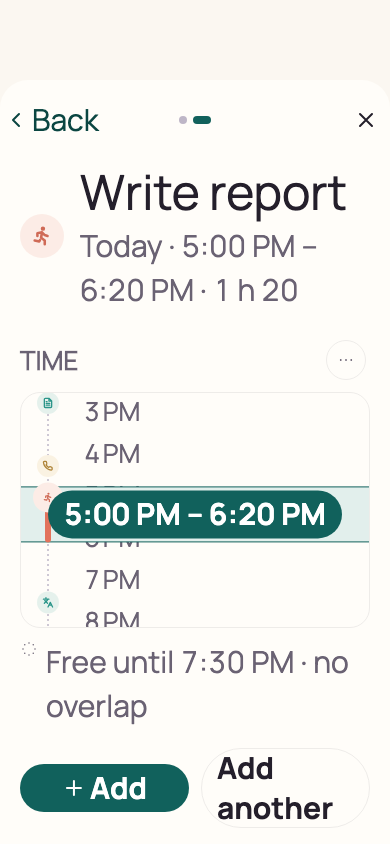 Back
Write report
Today · 5:00 PM –
6:20 PM · 1 h 20
TIME
3 PM
4 PM
5:00 PM – 6:20 PM
7 PM
8 PM
Free until 7:30 PM · no
overlap
+ Add
Add
another